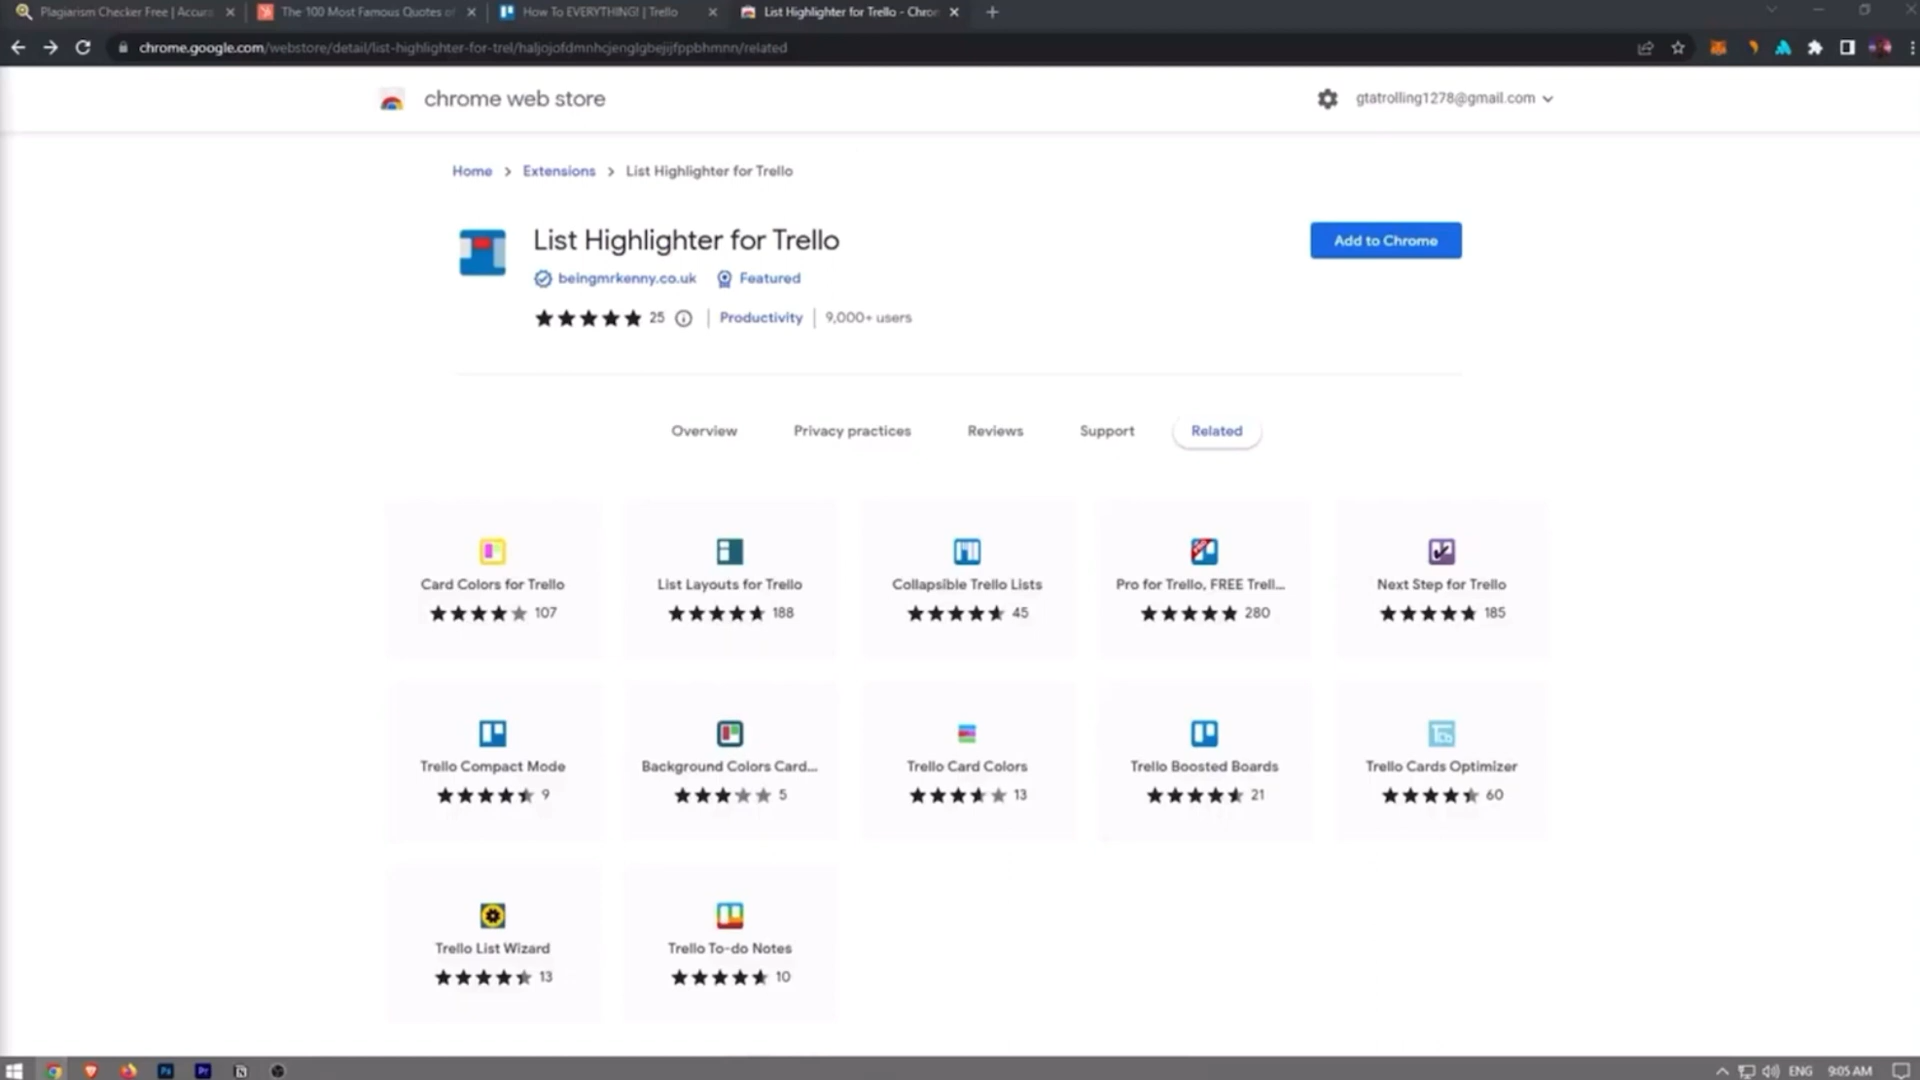 Plagiarism Checker Free | Accura
The 100 Most Famous Quotes of
How To EVERYTHING! | Trello
List Highlighter for Trello - Chron
chrome.google.com/webstore/detail/list-highlighter-for-trel/haljojofdmnhcjenglgbejijfppbhmnn/related
chrome web store
gtatrolling1278@gmail.com
Home > Extensions > List Highlighter for Trello
List Highlighter for Trello
Add to Chrome
beingmrkenny.co.uk Featured
25 | Productivity | 9,000+ users
Overview Privacy practices Reviews Support Related
Card Colors for Trello
107
List Layouts for Trello
188
Collapsible Trello Lists
45
Pro for Trello, FREE Trell...
280
Next Step for Trello
185
Trello Compact Mode
9
Background Colors Card...
5
Trello Card Colors
13
Trello Boosted Boards
21
Trello Cards Optimizer
60
Trello List Wizard
13
Trello To-do Notes
10
Ps
Pr
ENG 9:05 AM